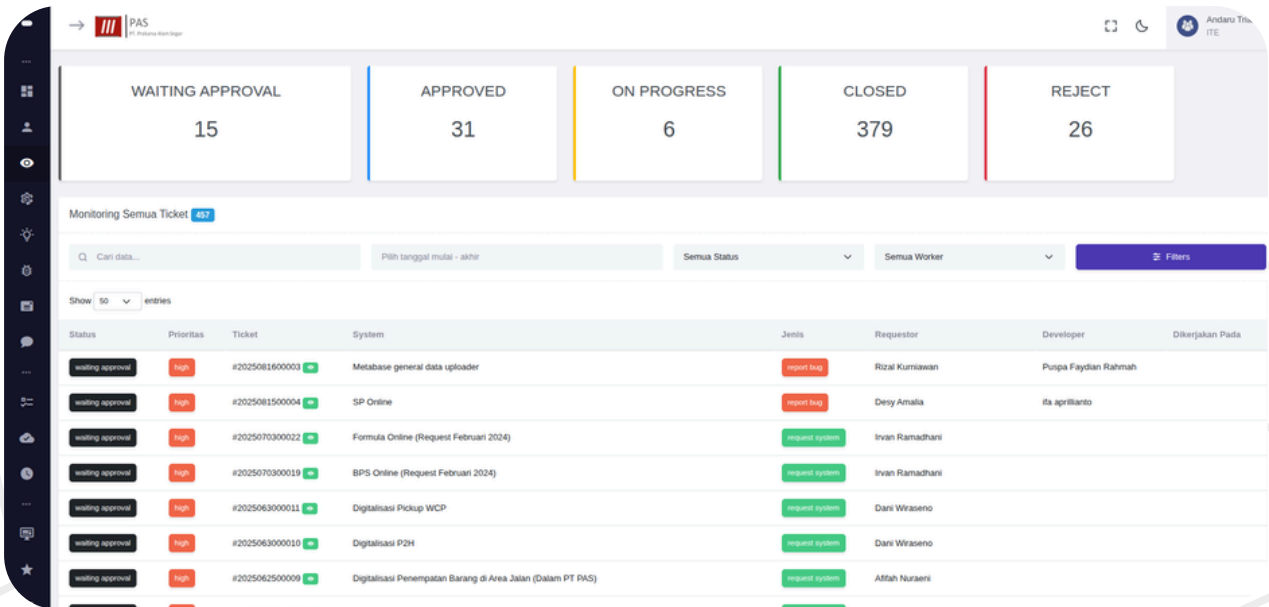 PAS
PT. Pratama Alam Segar
Andaru
ITE
WAITING APPROVAL
15
APPROVED
31
ON PROGRESS
6
CLOSED
379
REJECT
26
Monitoring Semua Ticket 457
Cari data...
Pilih tanggal mulai - akhir
Semua Status
Semua Worker
Filters
Show 50 entries
Status Prioritas Ticket System Jenis Requestor Developer Dikerjakan Pada
waiting approval high #2025081600003 Metabase general data uploader report bug Rizal Kurniawan Puspa Faydian Rahmah
waiting approval high #2025081500004 SP Online report bug Desy Amalia ifa aprillianto
waiting approval high #2025070300022 Formula Online (Request Februari 2024) request system Irvan Ramadhani
waiting approval high #2025070300019 BPS Online (Request Februari 2024) request system Irvan Ramadhani
waiting approval high #2025063000011 Digitalisasi Pickup WCP request system Dani Wiraseno
waiting approval high #2025063000010 Digitalisasi P2H request system Dani Wiraseno
waiting approval high #2025062500009 Digitalisasi Penempatan Barang di Area Jalan (Dalam PT PAS) request system Afifah Nuraeni